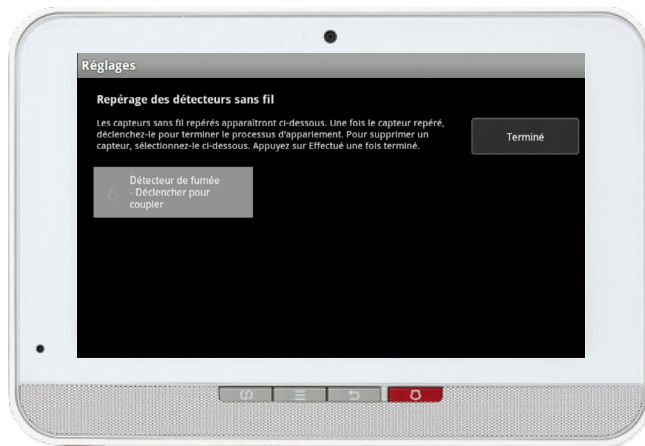 Réglages
Repérage des détecteurs sans fil
Les capteurs sans fil repérés apparaîtront ci-dessous. Une fois le capteur repéré,
déclenchez-le pour terminer le processus d'appariement. Pour supprimer un
capteur, sélectionnez-le ci-dessous. Appuyez sur Effectué une fois terminé.
Terminé
Détecteur de fumée
- Déclencher pour
coupler